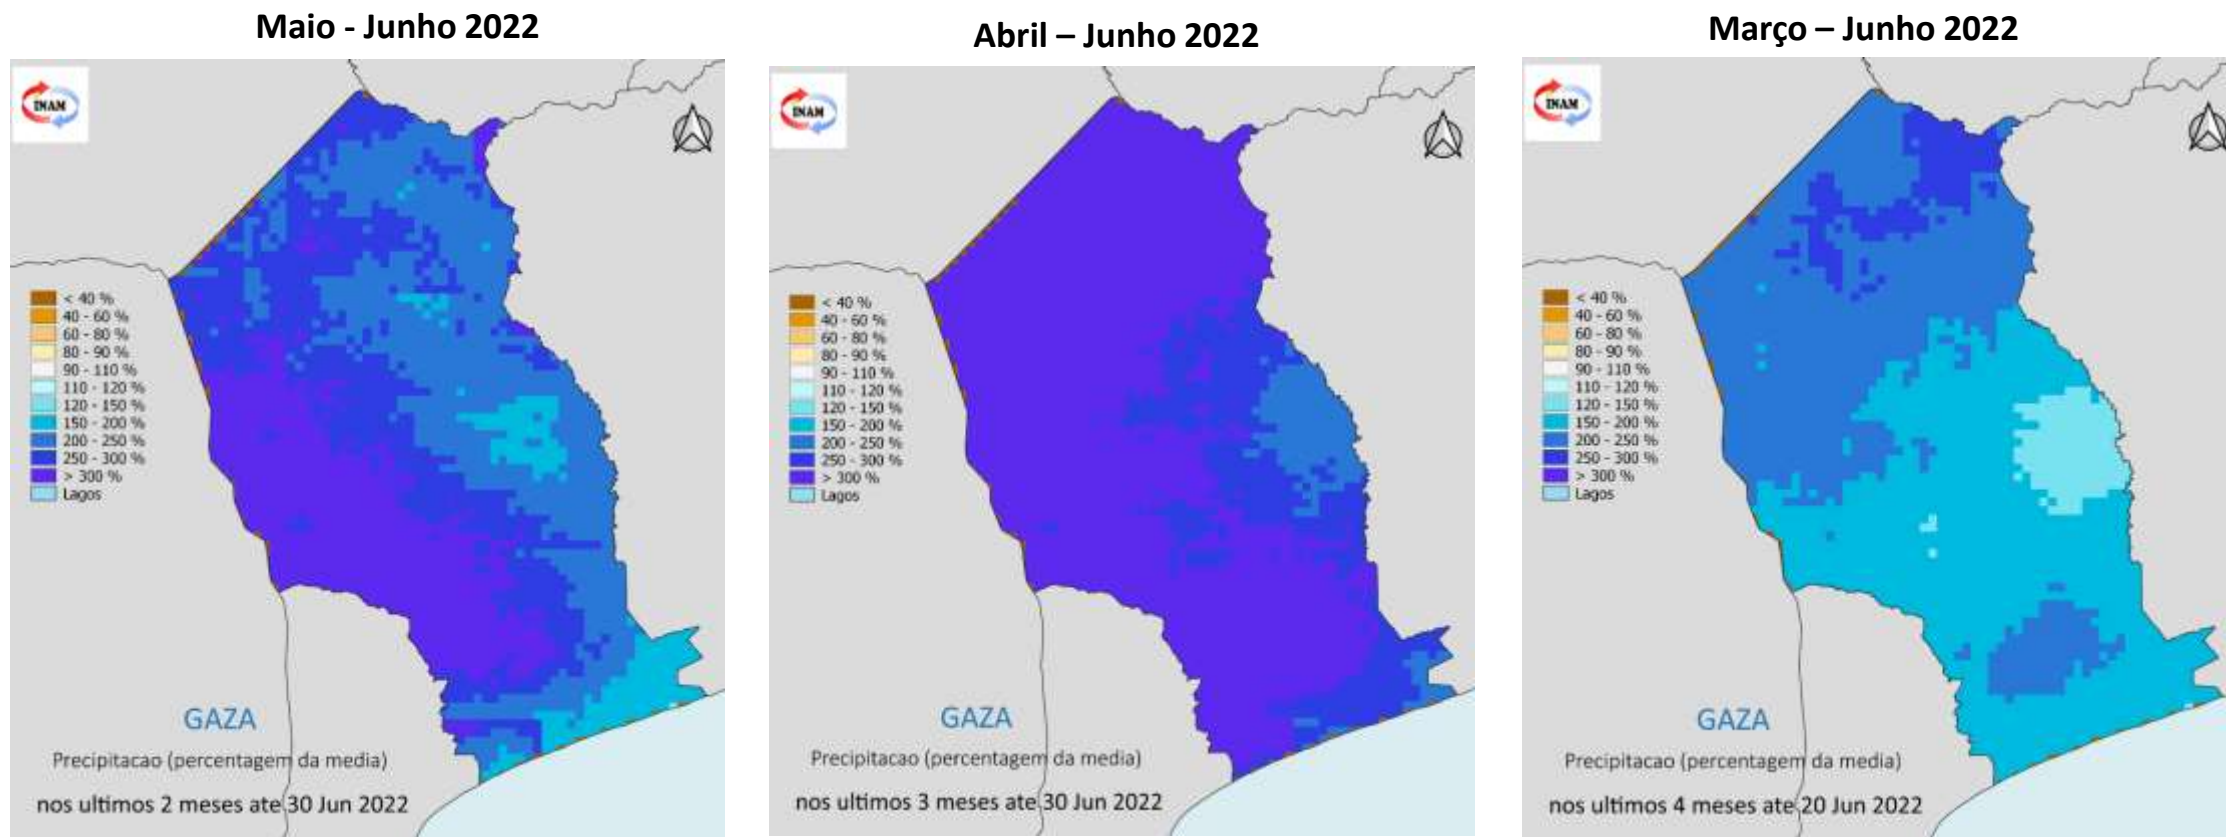 Maio - Junho 2022
INAM
< 40 %
40 - 60 %
60 - 80 %
80 - 90 %
90 - 110 %
110 - 120 %
120 - 150 %
150 - 200 %
200 - 250 %
250 - 300 %
> 300 %
Lagos
GAZA
Precipitacao (percentagem da media)
nos ultimos 2 meses ate 30 Jun 2022
Abril – Junho 2022
INAM
< 40 %
40 - 60 %
60 - 80 %
80 - 90 %
90 - 110 %
110 - 120 %
120 - 150 %
150 - 200 %
200 - 250 %
250 - 300 %
> 300 %
Lagos
GAZA
Precipitacao (percentagem da media)
nos ultimos 3 meses ate 30 Jun 2022
Março – Junho 2022
INAM
< 40 %
40 - 60 %
60 - 80 %
80 - 90 %
90 - 110 %
110 - 120 %
120 - 150 %
150 - 200 %
200 - 250 %
250 - 300 %
> 300 %
Lagos
GAZA
Precipitacao (percentagem da media)
nos ultimos 4 meses ate 20 Jun 2022